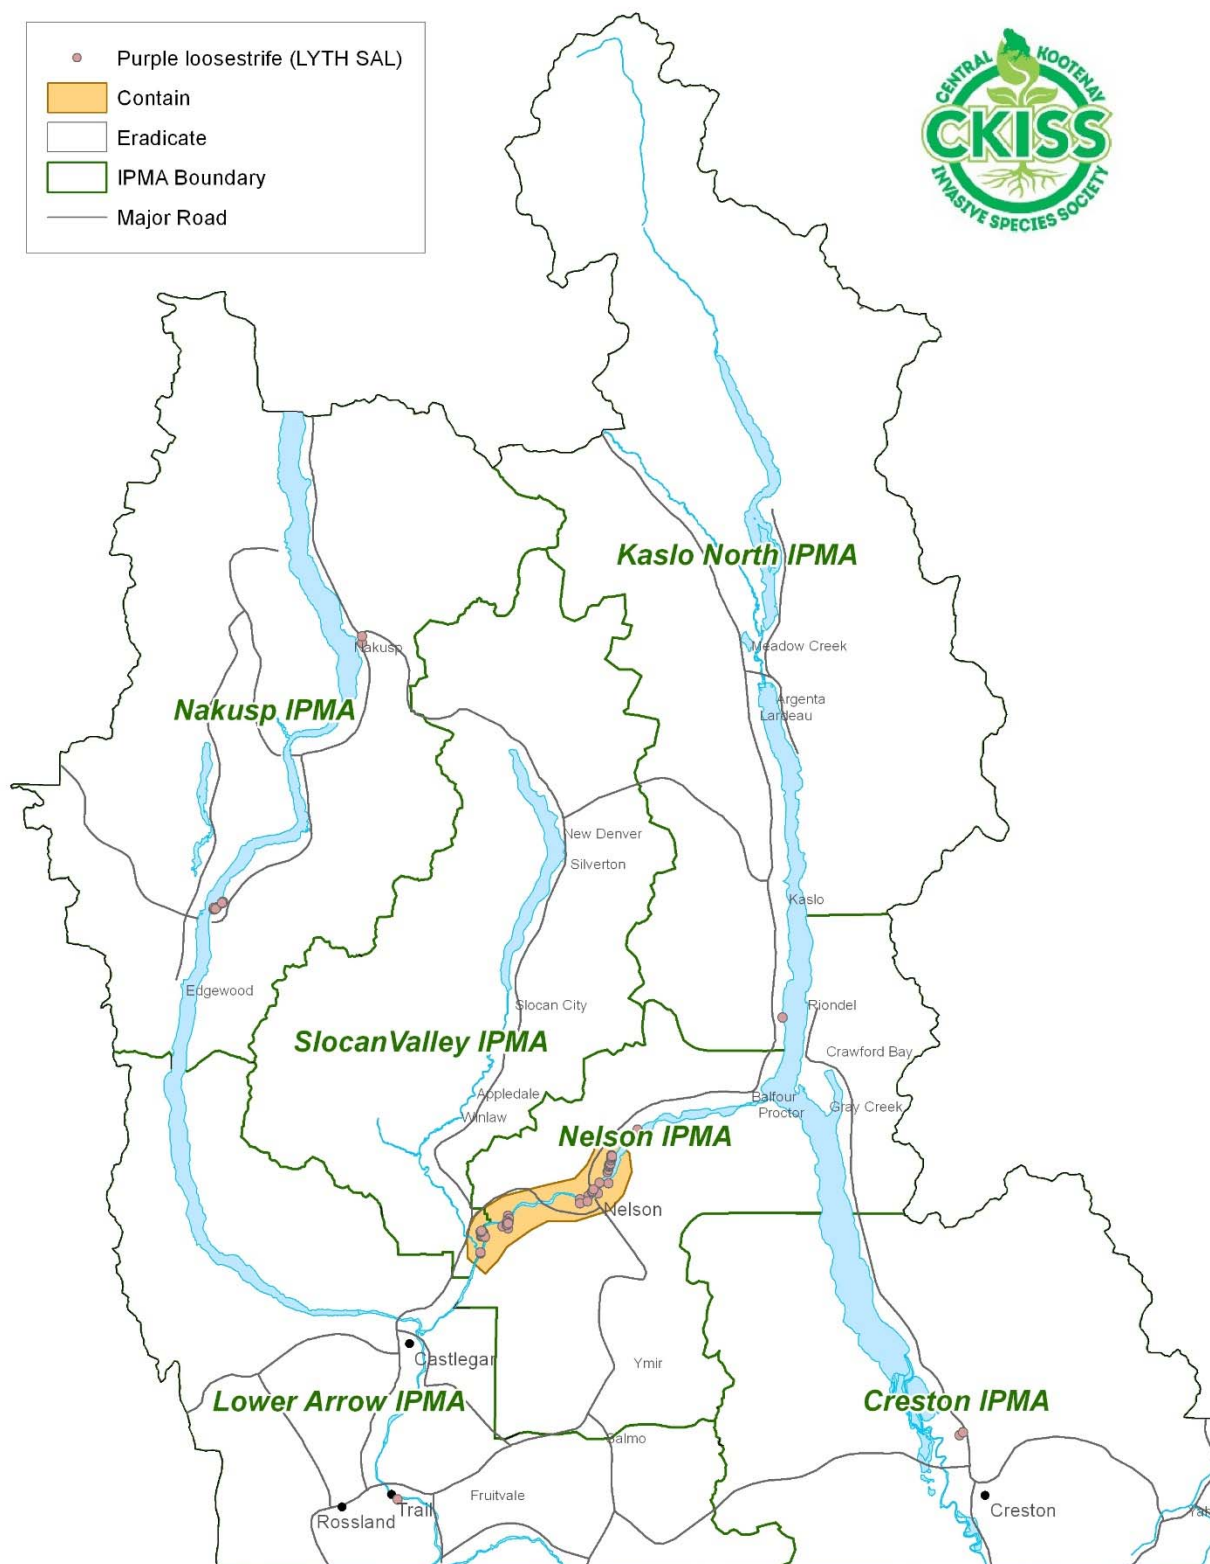 Purple loosestrife (LYTH SAL)
Contain
Eradicate
IPMA Boundary
Major Road
CENTRAL KOOTENAY
CKISS
INVASIVE SPECIES SOCIETY
Kaslo North IPMA
Meadow Creek
Nakusp
Argenta
Lardeau
Nakusp IPMA
New Denver
Silverton
Kaslo
Edgewood
Slocan City
Riondel
SlocanValley IPMA
Crawford Bay
Appledale
Balfour
Winlaw
Proctor
Gray Creek
Nelson IPMA
Nelson
Castlegar
Ymir
Lower Arrow IPMA
Creston IPMA
Salmo
Fruitvale
Trail
Rossland
Creston